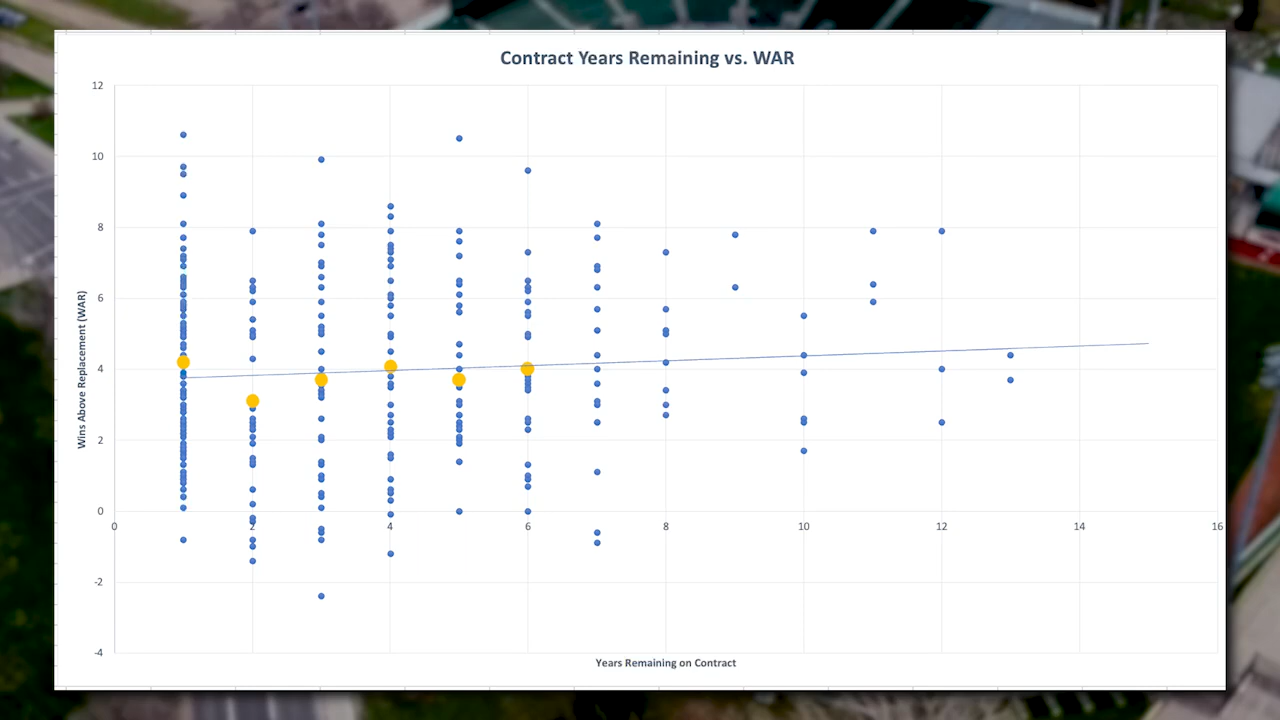 Contract Years Remaining vs. WAR
12
10
8
6
4
2
0
-2
-4
Wins Above Replacement (WAR)
0 2 4 6 8 10 12 14 16
Years Remaining on Contract